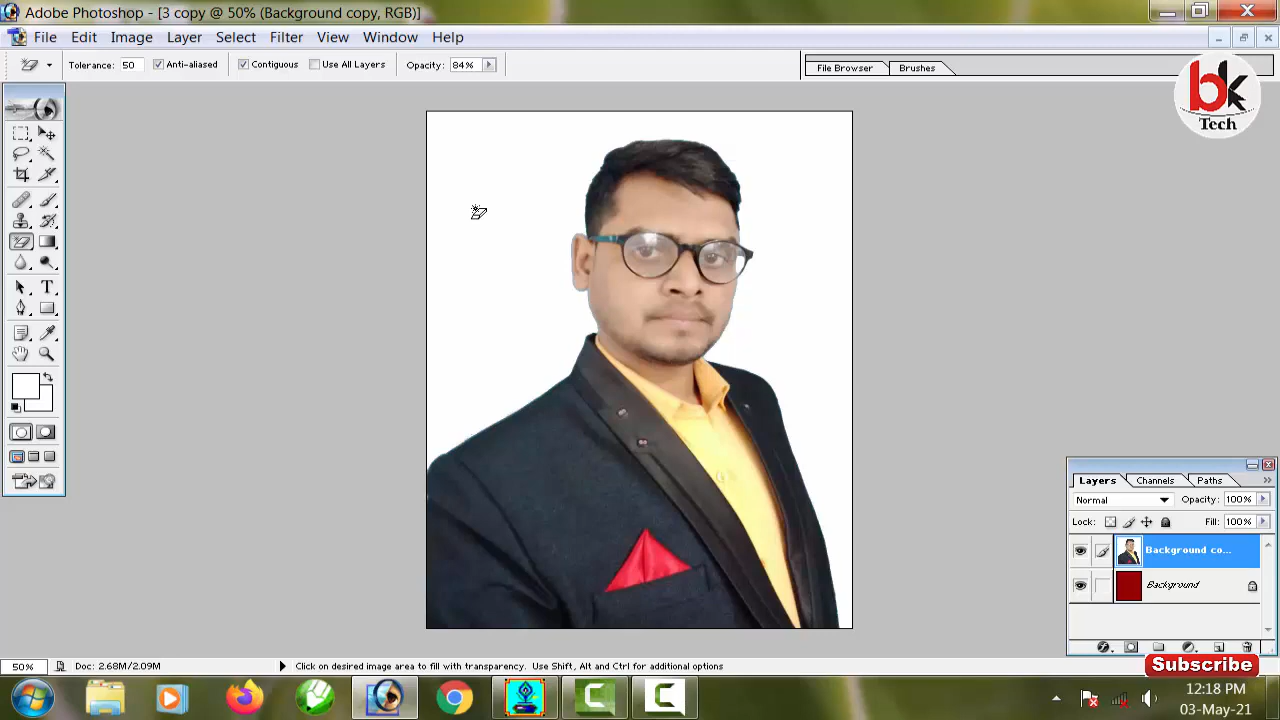 Adobe Photoshop - [3 copy @ 50% (Background copy, RGB)]
File Edit Image Layer Select Filter View Window Help
Tolerance: 50 Anti-aliased Contiguous Use All Layers Opacity: 84%
File Browser Brushes
bk
Tech
Layers Channels Paths
Normal Opacity: 100%
Lock: Fill: 100%
Background co...
Background
50% Doc: 2.68M/2.09M Click on desired image area to fill with transparency. Use Shift, Alt and Ctrl for additional options
Subscribe
12:18 PM
03-May-21